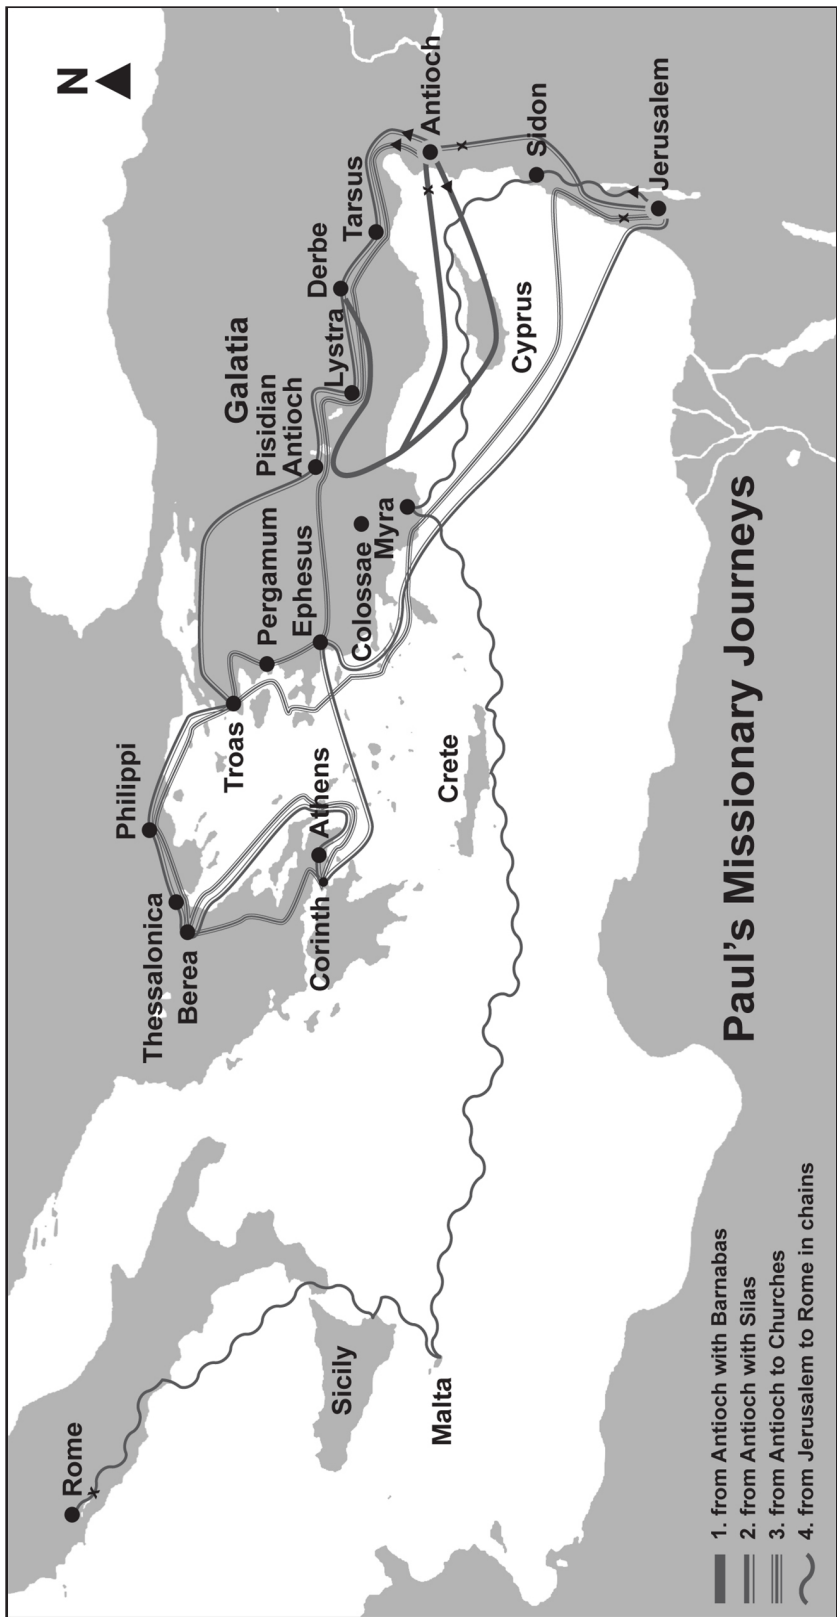 N
Rome
Philippi
Thessalonica
Berea
Troas
Pergamum
Galatia
Pisidian
Antioch
Lystra
Derbe
Tarsus
Antioch
Ephesus
Athens
Corinth
Colossae
Myra
Sicily
Malta
Crete
Cyprus
Sidon
Jerusalem
Paul's Missionary Journeys
1. from Antioch with Barnabas
2. from Antioch with Silas
3. from Antioch to Churches
4. from Jerusalem to Rome in chains